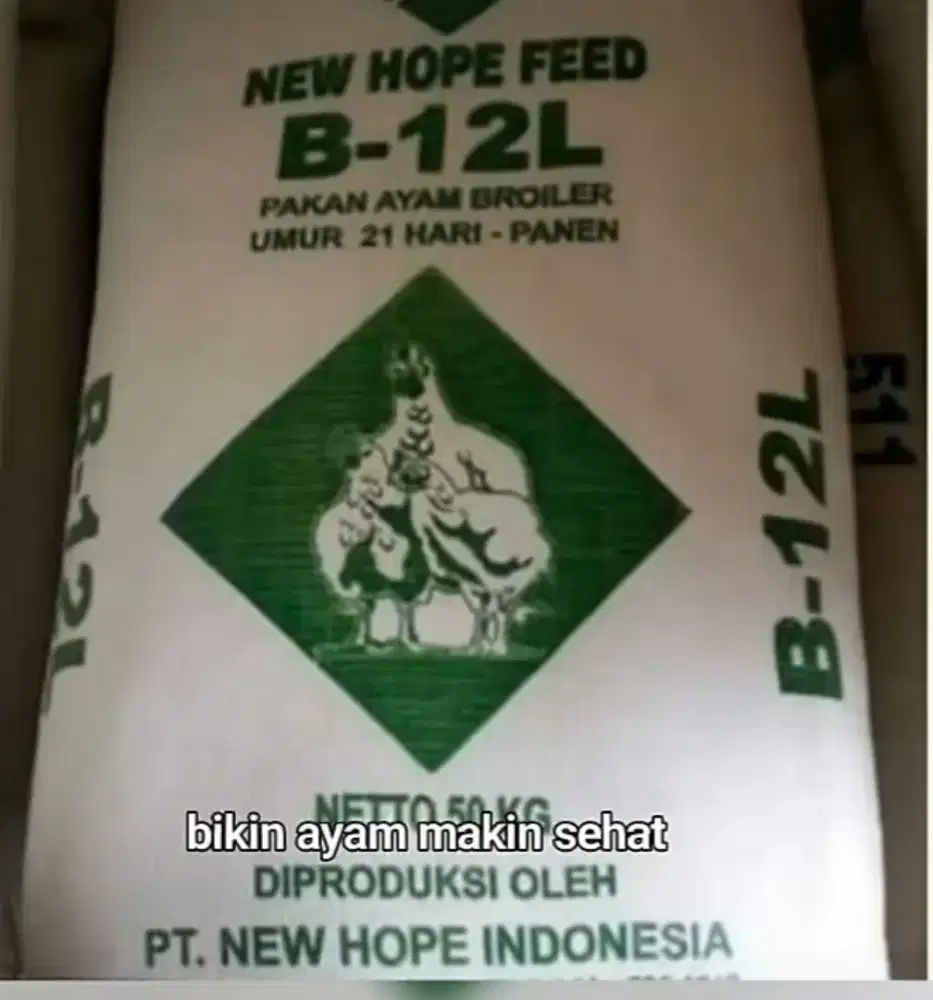 NEW HOPE FEED
B-12L
PAKAN AYAM BROILER
UMUR 21 HARI - PANEN
B-12L
B-12L
511
NETTO 50 KG
bikin ayam makin sehat
DIPRODUKSI OLEH
PT. NEW HOPE INDONESIA